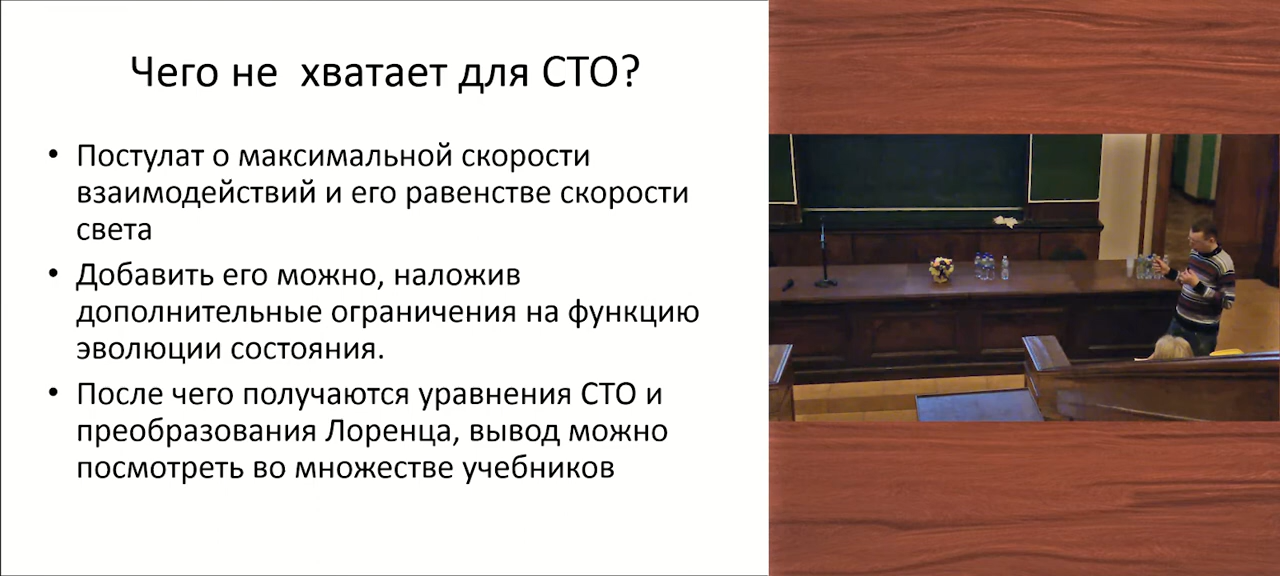 Чего не  хватает для СТО?
• Постулат о максимальной скорости
взаимодействий и его равенстве скорости
света
• Добавить его можно, наложив
дополнительные ограничения на функцию
эволюции состояния.
• После чего получаются уравнения СТО и
преобразования Лоренца, вывод можно
посмотреть во множестве учебников